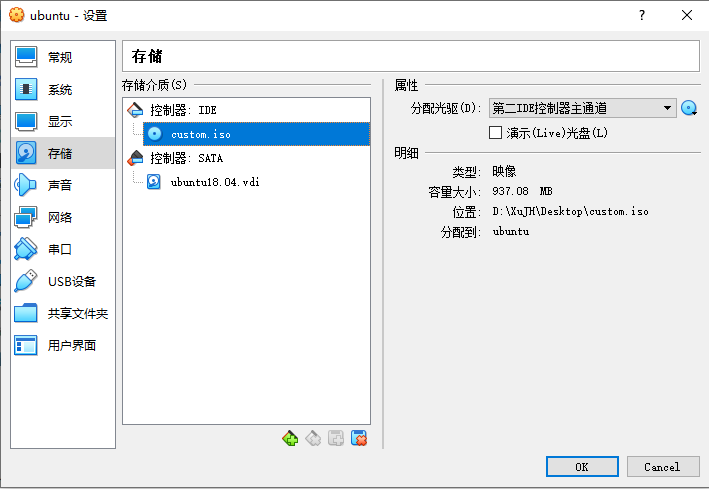 ubuntu - 设置
?
常规
系统
显示
存储
声音
网络
串口
USB设备
共享文件夹
用户界面
存储
存储介质(S)
控制器: IDE
custom.iso
控制器: SATA
ubuntu18.04.vdi
属性
分配光驱(D): 第二IDE控制器主通道
演示(Live)光盘(L)
明细
类型: 映像
容量大小: 937.08 MB
位置: D:\XuJH\Desktop\custom.iso
分配到: ubuntu
OK
Cancel